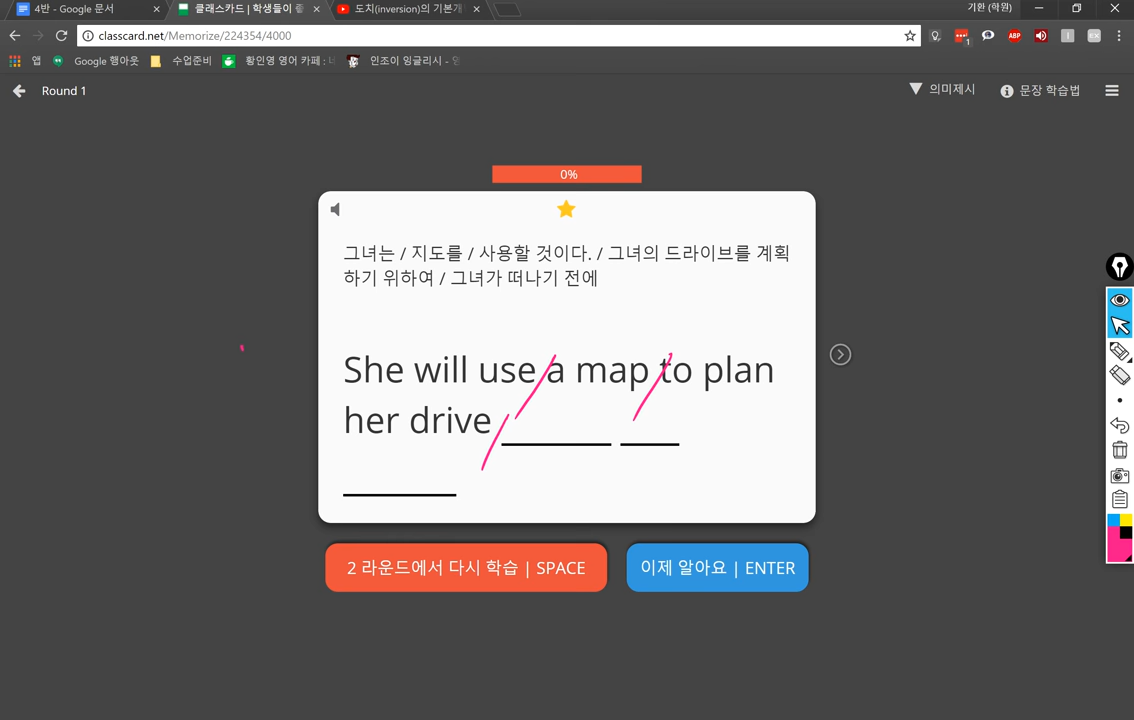 4반 - Google 문서
클래스카드 | 학생들이 좋
도치(inversion)의 기본개
기환 (학원)
classcard.net/Memorize/224354/4000
ABP
1
앱
Google 행아웃
수업준비
황인영 영어 카페 : 네
인조이 잉글리시 - 영
Round 1
의미제시
문장 학습법
0%
그녀는 / 지도를 / 사용할 것이다. / 그녀의 드라이브를 계획
하기 위하여 / 그녀가 떠나기 전에
She will use a map to plan
her drive
2 라운드에서 다시 학습 | SPACE
이제 알아요 | ENTER